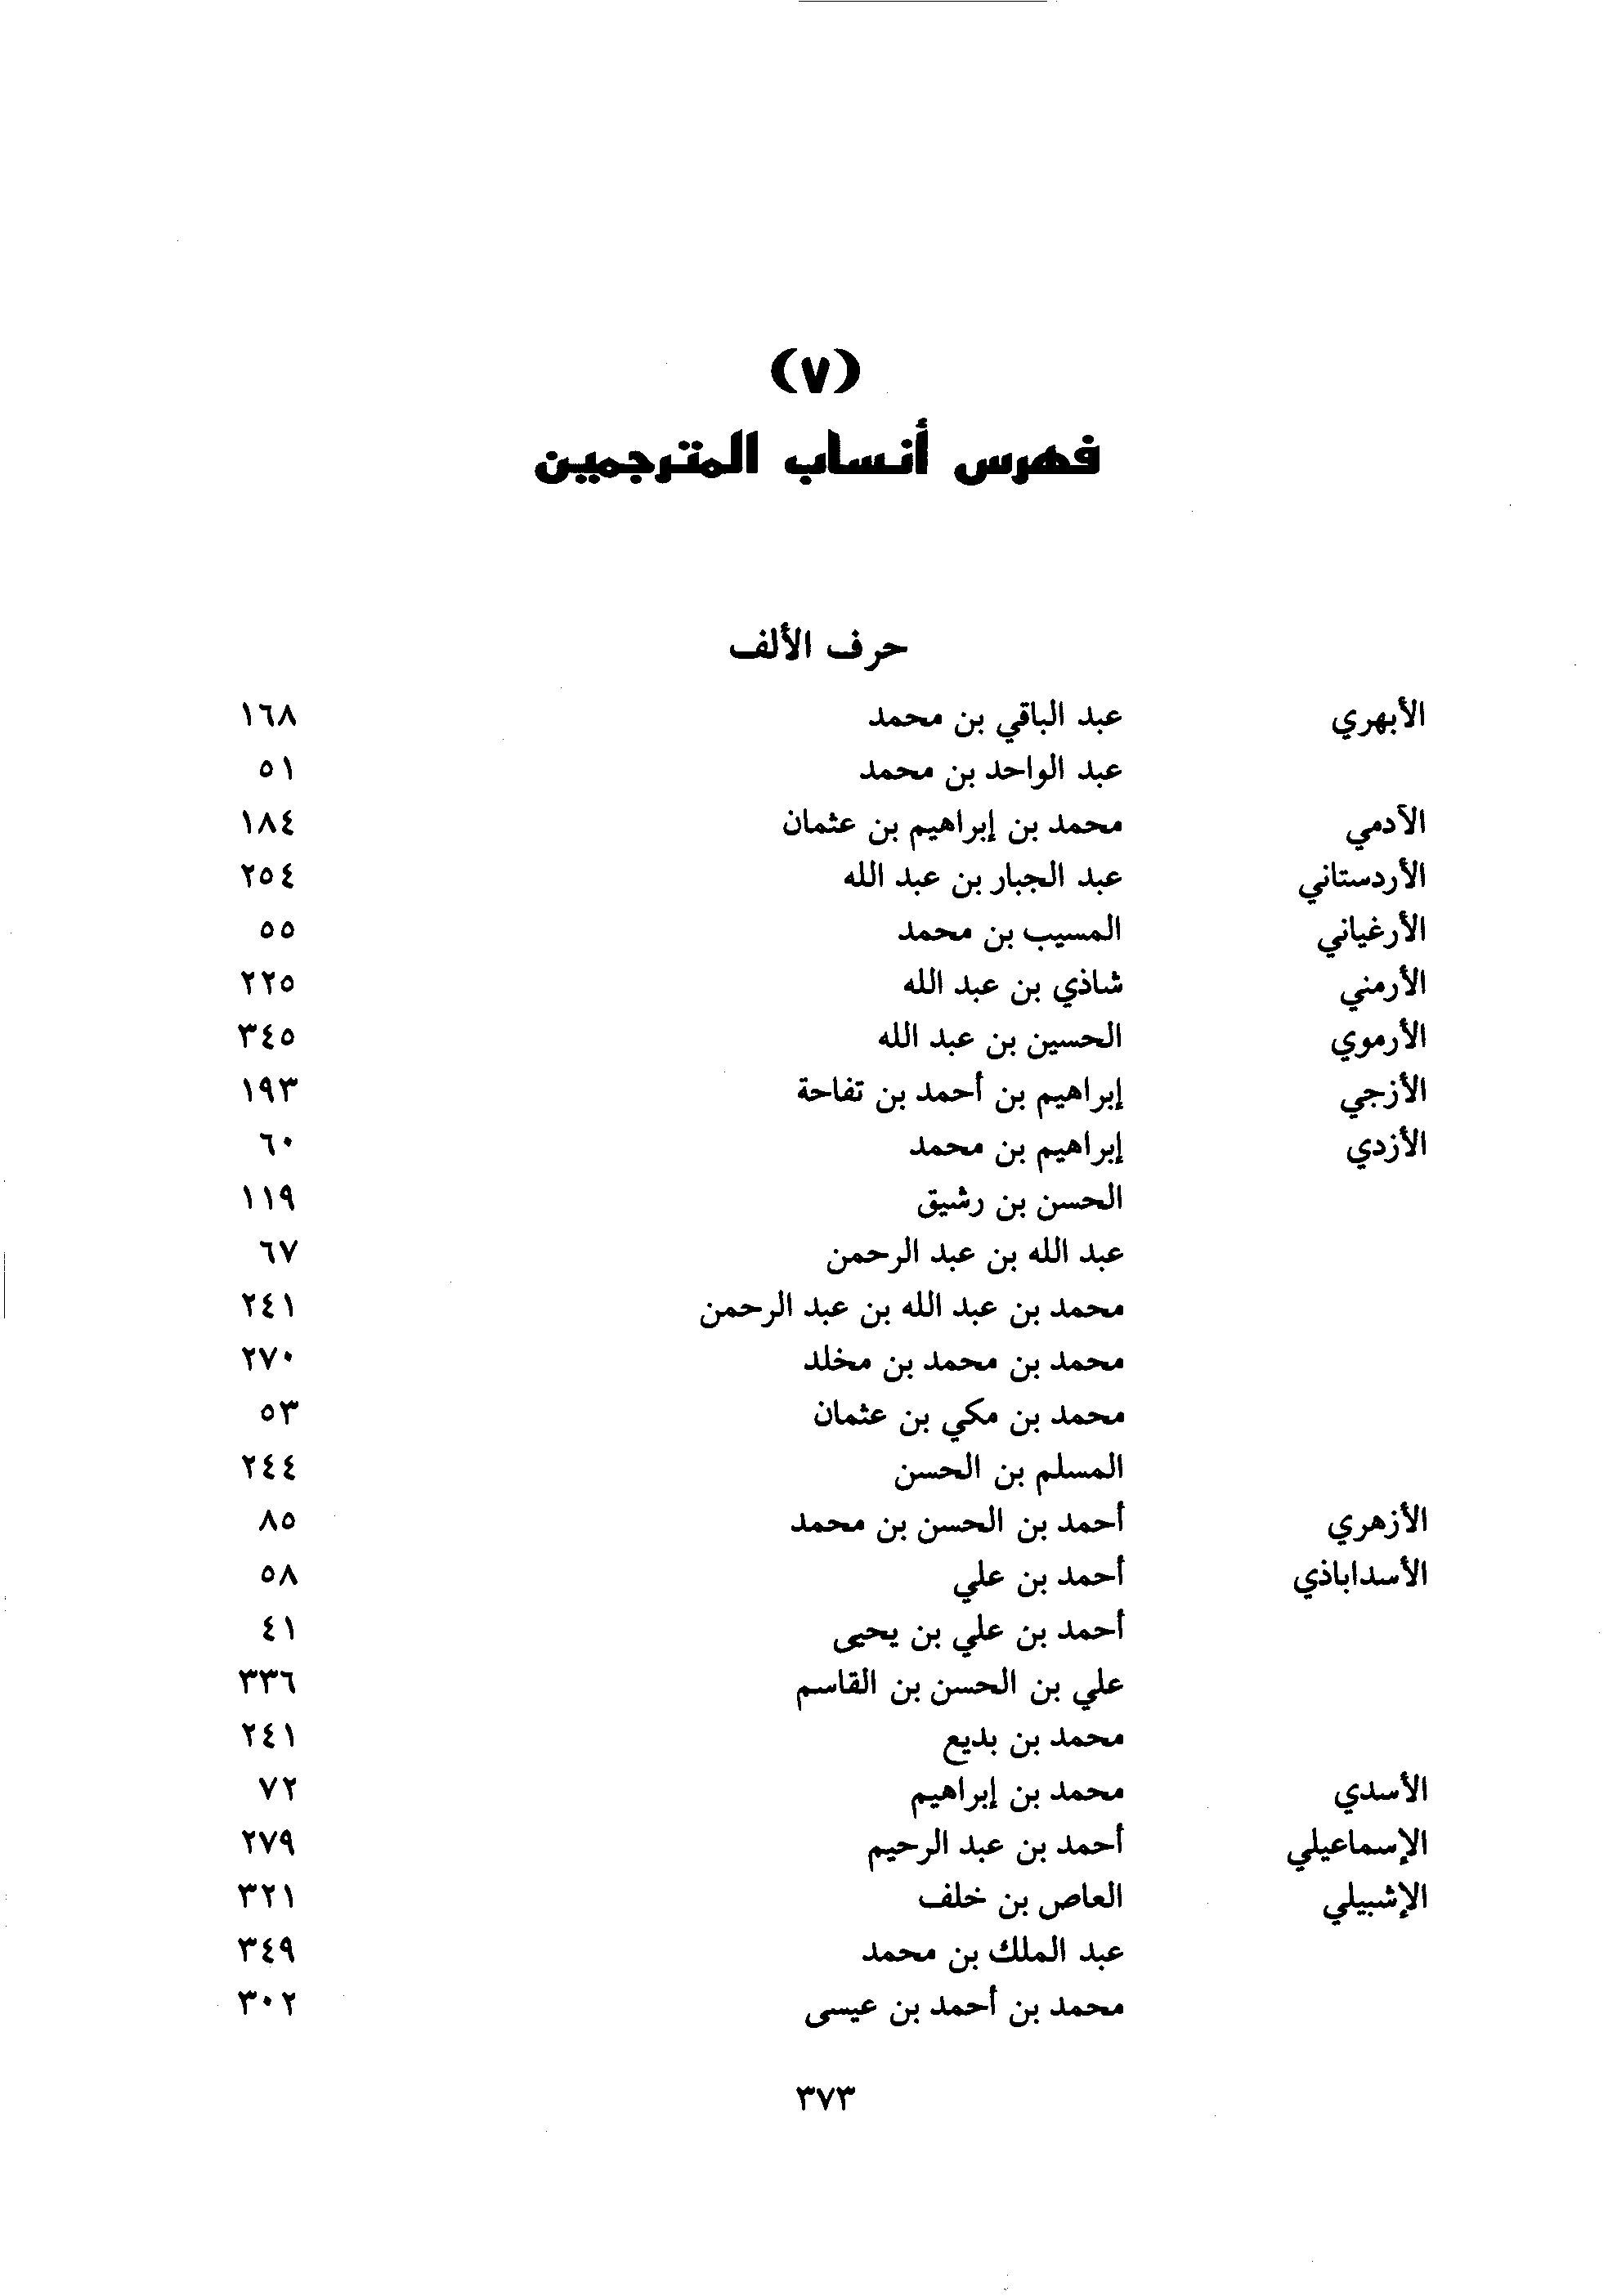 (٧)
فهرس أنساب المترجمين
حرف الألف
الأبهري عبد الباقي بن محمد ١٦٨
عبد الواحد بن محمد ٥١
الآدمي محمد بن إبراهيم بن عثمان ١٨٤
الأردستاني عبد الجبار بن عبد الله ٢٥٤
الأرغياني المسيب بن محمد ٥٥
الأرمني شاذي بن عبد الله ٢٢٥
الأرموي الحسين بن عبد الله ٣٤٥
الأزجي إبراهيم بن أحمد بن تفاحة ١٩٣
الأزدي إبراهيم بن محمد ٦٠
الحسن بن رشيق ١١٩
عبد الله بن عبد الرحمن ٦٧
محمد بن عبد الله بن عبد الرحمن ٢٤١
محمد بن محمد بن مخلد ٢٧٠
محمد بن مكي بن عثمان ٥٣
المسلم بن الحسن ٢٤٤
الأزهري أحمد بن الحسن بن محمد ٨٥
الأسداباذي أحمد بن علي ٥٨
أحمد بن علي بن يحيى ٤١
علي بن الحسن بن القاسم ٣٣٦
محمد بن بديع ٢٤١
الأسدي محمد بن إبراهيم ٧٢
الإسماعيلي أحمد بن عبد الرحيم ٢٧٩
الإشبيلي العاص بن خلف ٣٢١
عبد الملك بن محمد ٣٤٩
محمد بن أحمد بن عيسى ٣٠٢
٣٧٣